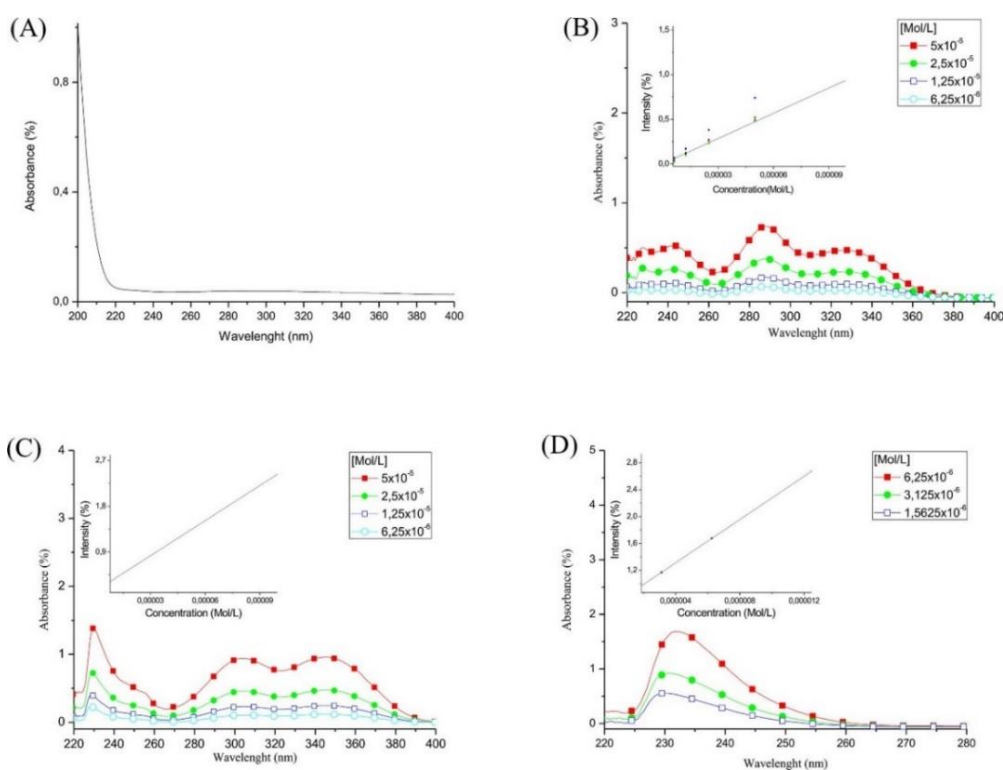 (A)
0,8
0,4
0,0
Absorbance (%)
200 220 240 260 280 300 320 340 360 380 400
Wavelenght (nm)
(B)
3
2
1
0
Absorbance (%)
220 240 260 280 300 320 340 360 380 400
Wavelenght (nm)
[Mol/L]
5x10⁻⁵
2,5x10⁻⁵
1,25x10⁻⁵
6,25x10⁻⁶
1,5
1,0
0,5
0,0
Intensity (%)
0,00003 0,00006 0,00009
Concentration(Mol/L)
(C)
4
3
2
1
0
Absorbance (%)
220 240 260 280 300 320 340 360 380 400
Wavelenght (nm)
[Mol/L]
5x10⁻⁵
2,5x10⁻⁵
1,25x10⁻⁵
6,25x10⁻⁶
2,7
1,8
0,9
Intensity (%)
0,00003 0,00006 0,00009
Concentration (Mol/L)
(D)
5
4
3
2
1
0
Absorbance (%)
220 230 240 250 260 270 280
Wavelenght (nm)
[Mol/L]
6,25x10⁻⁶
3,125x10⁻⁶
1,5625x10⁻⁶
2,8
2,4
2,0
1,6
1,2
Intensity (%)
0,000004 0,000008 0,000012
Concentration (Mol/L)